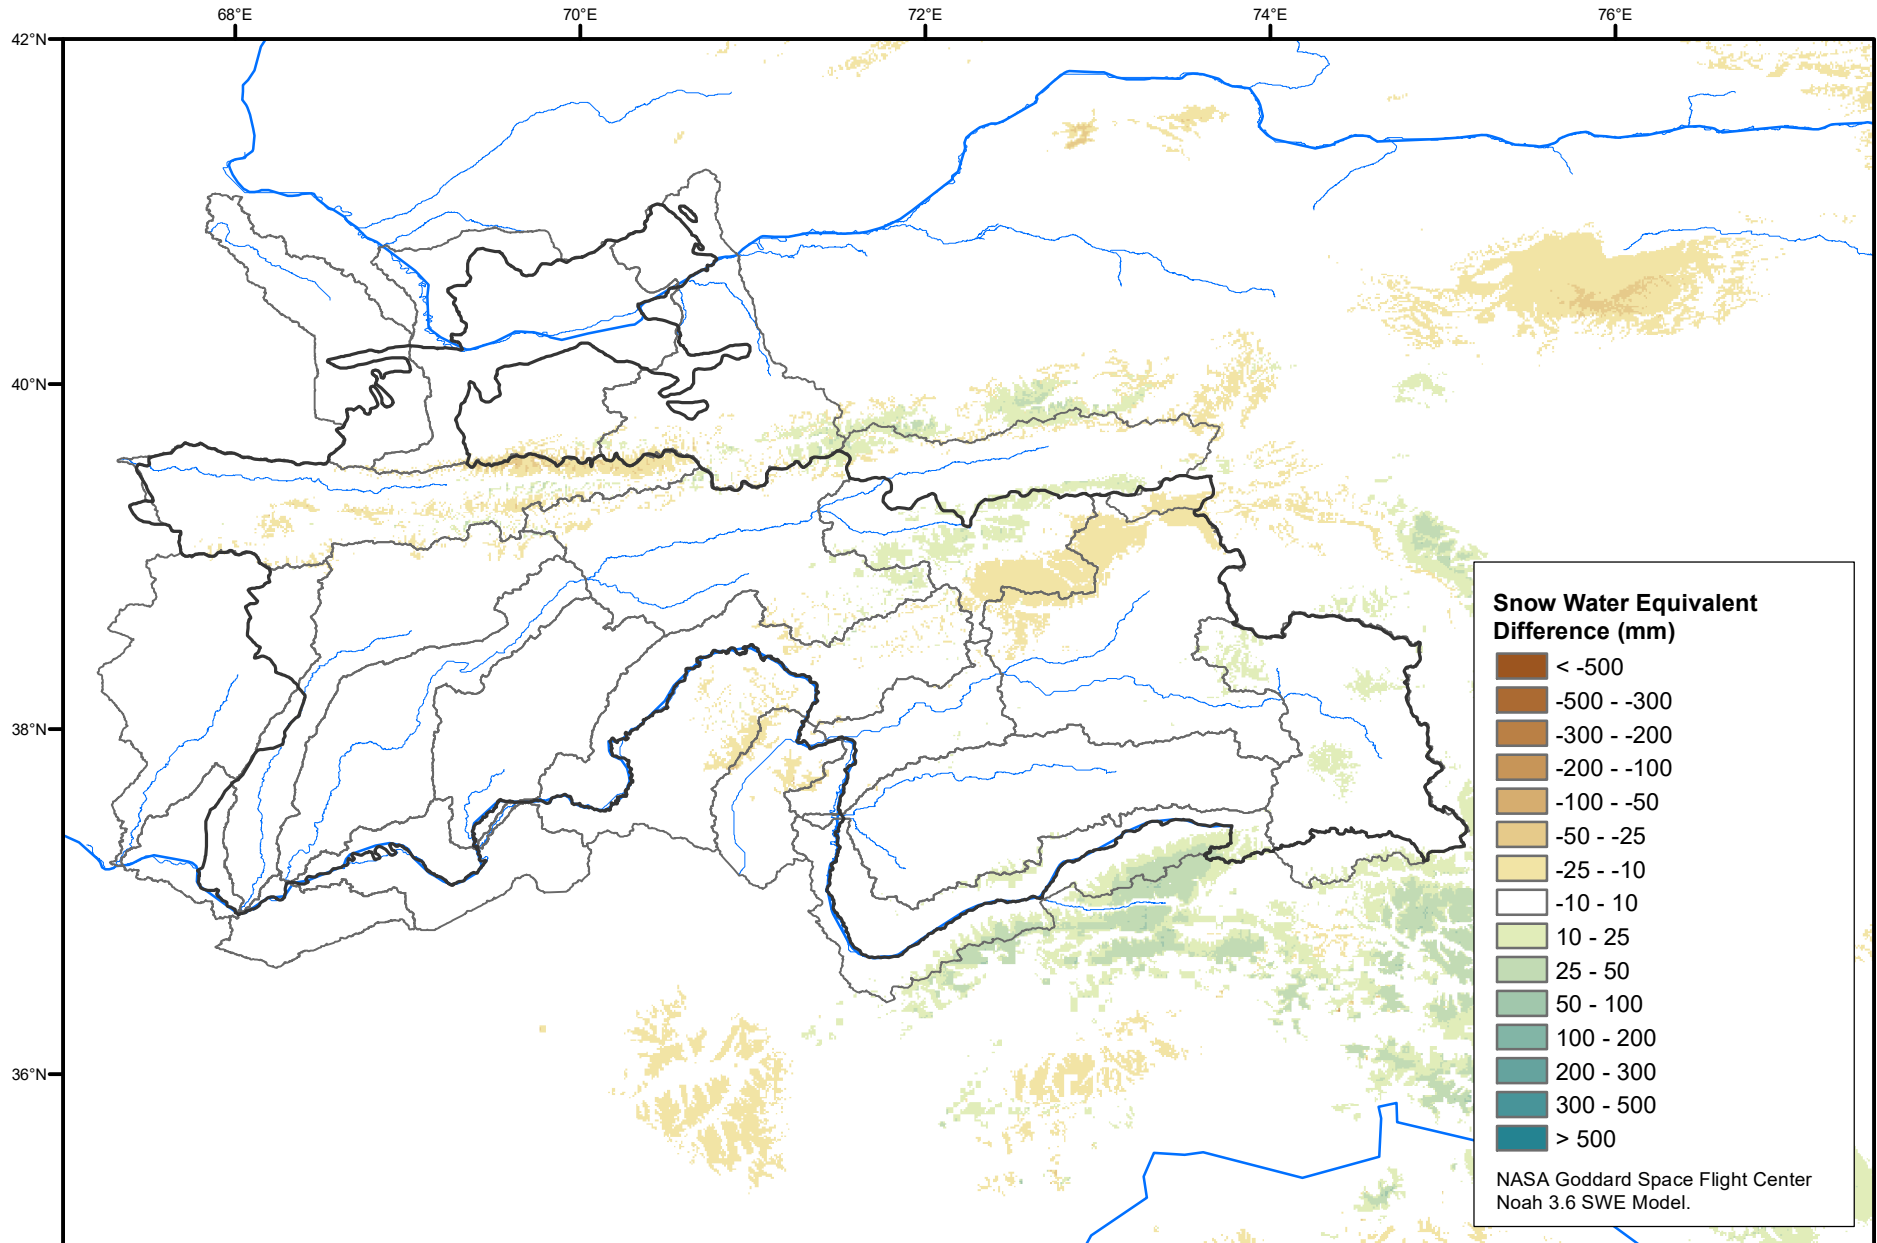 68°E
70°E
72°E
74°E
76°E
42°N
40°N
38°N
36°N
Snow Water Equivalent
Difference (mm)
< -500
-500 - -300
-300 - -200
-200 - -100
-100 - -50
-50 - -25
-25 - -10
-10 - 10
10 - 25
25 - 50
50 - 100
100 - 200
200 - 300
300 - 500
> 500
NASA Goddard Space Flight Center
Noah 3.6 SWE Model.